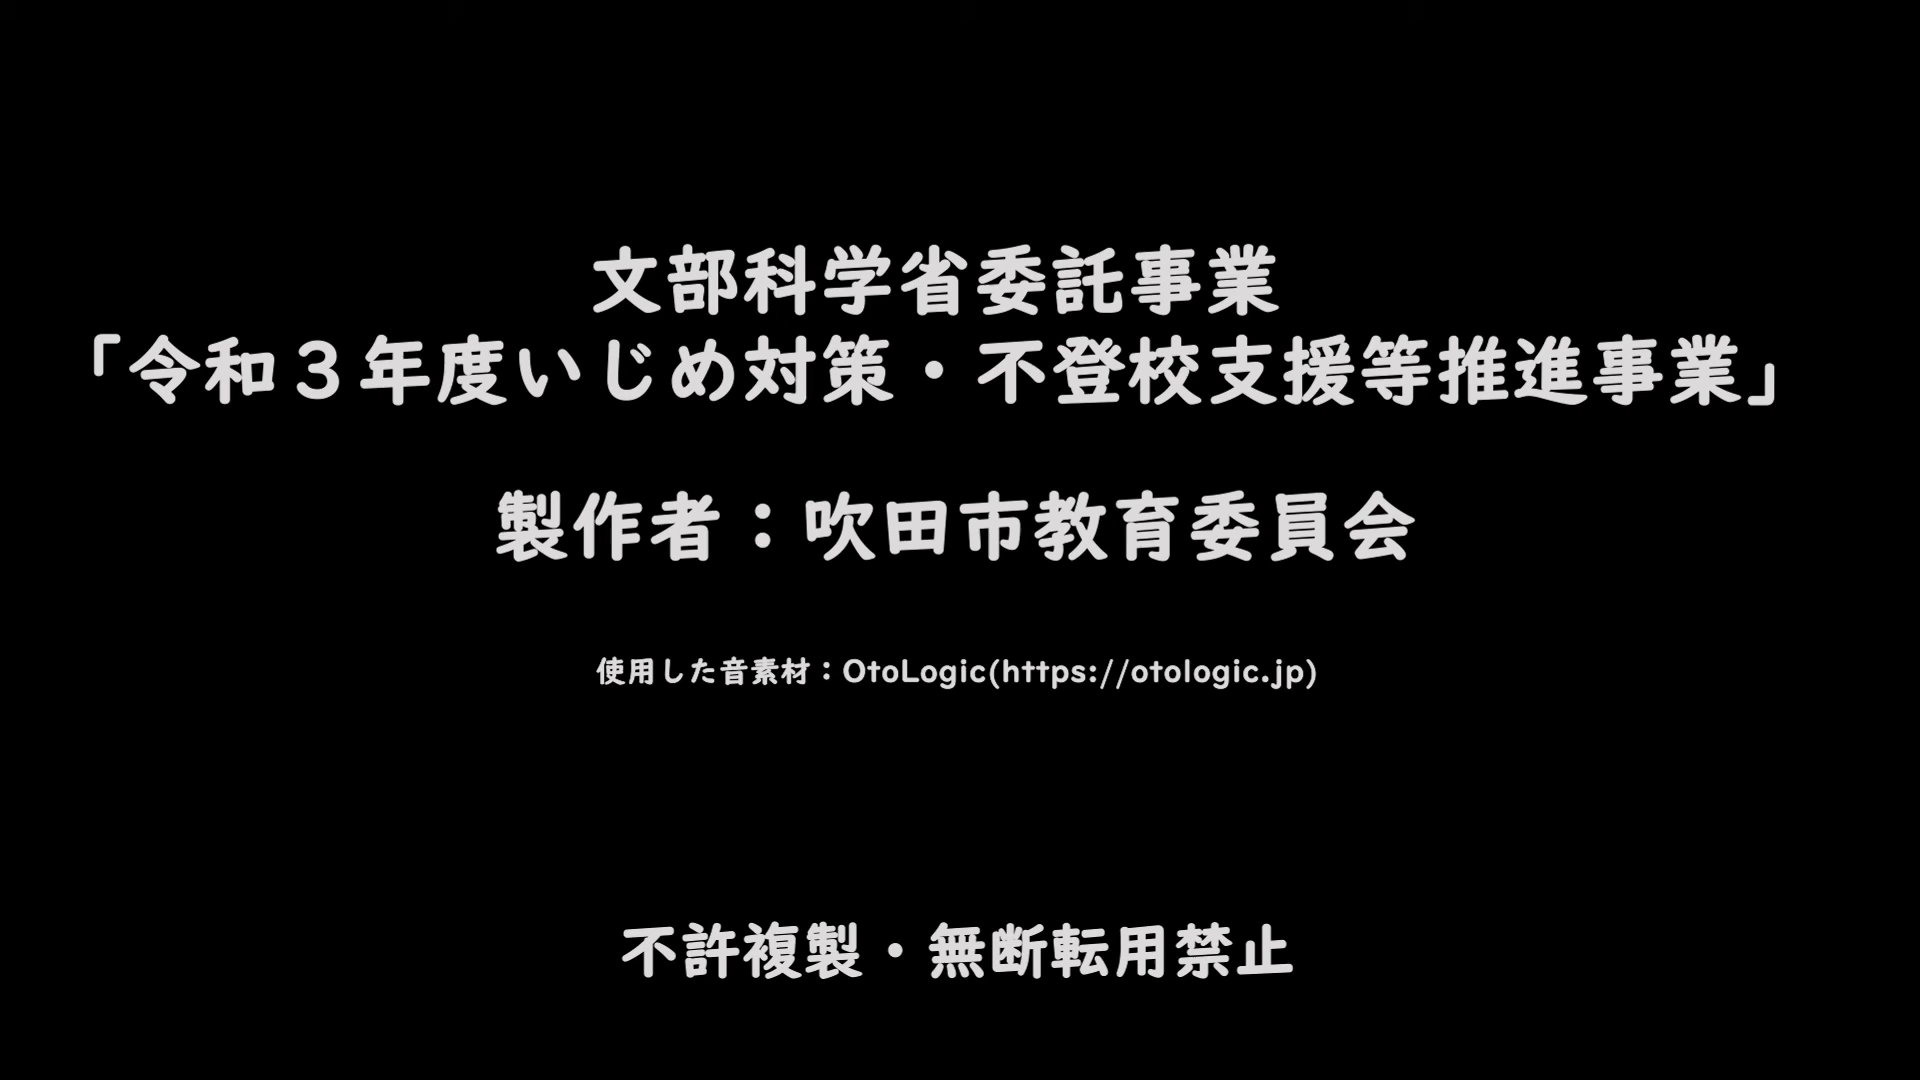 文部科学省委託事業
「令和３年度いじめ対策・不登校支援等推進事業」
製作者：吹田市教育委員会
使用した音素材：OtoLogic(https://otologic.jp)
不許複製・無断転用禁止